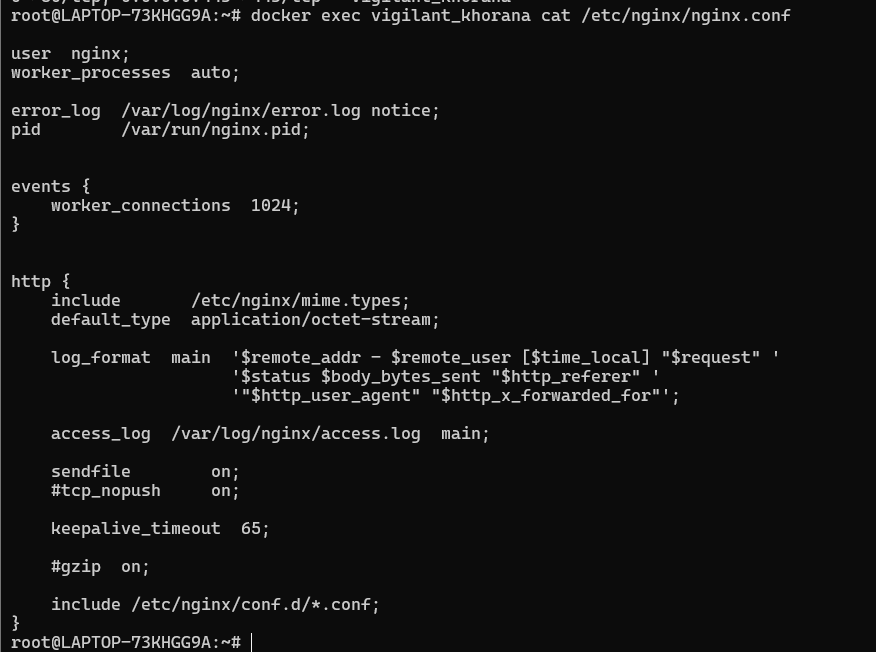 root@LAPTOP-73KHGG9A:~# docker exec vigilant_khorana cat /etc/nginx/nginx.conf
user  nginx;
worker_processes  auto;
error_log  /var/log/nginx/error.log notice;
pid        /var/run/nginx.pid;
events {
    worker_connections  1024;
}
http {
    include       /etc/nginx/mime.types;
    default_type  application/octet-stream;
    log_format  main  '$remote_addr - $remote_user [$time_local] "$request" '
                      '$status $body_bytes_sent "$http_referer" '
                      '"$http_user_agent" "$http_x_forwarded_for"';
    access_log  /var/log/nginx/access.log  main;
    sendfile        on;
    #tcp_nopush     on;
    keepalive_timeout  65;
    #gzip  on;
    include /etc/nginx/conf.d/*.conf;
}
root@LAPTOP-73KHGG9A:~#